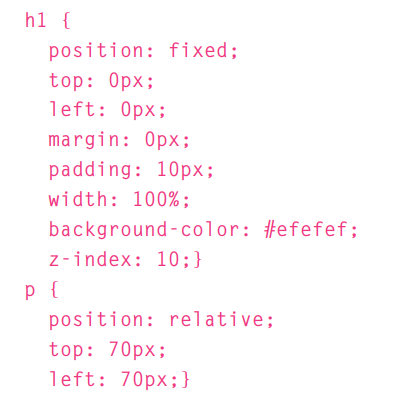 h1 {
position: fixed;
top: 0px;
left: 0px;
margin: 0px;
padding: 10px;
width: 100%;
background-color: #efefef;
z-index: 10;}
p {
position: relative;
top: 70px;
left: 70px;}